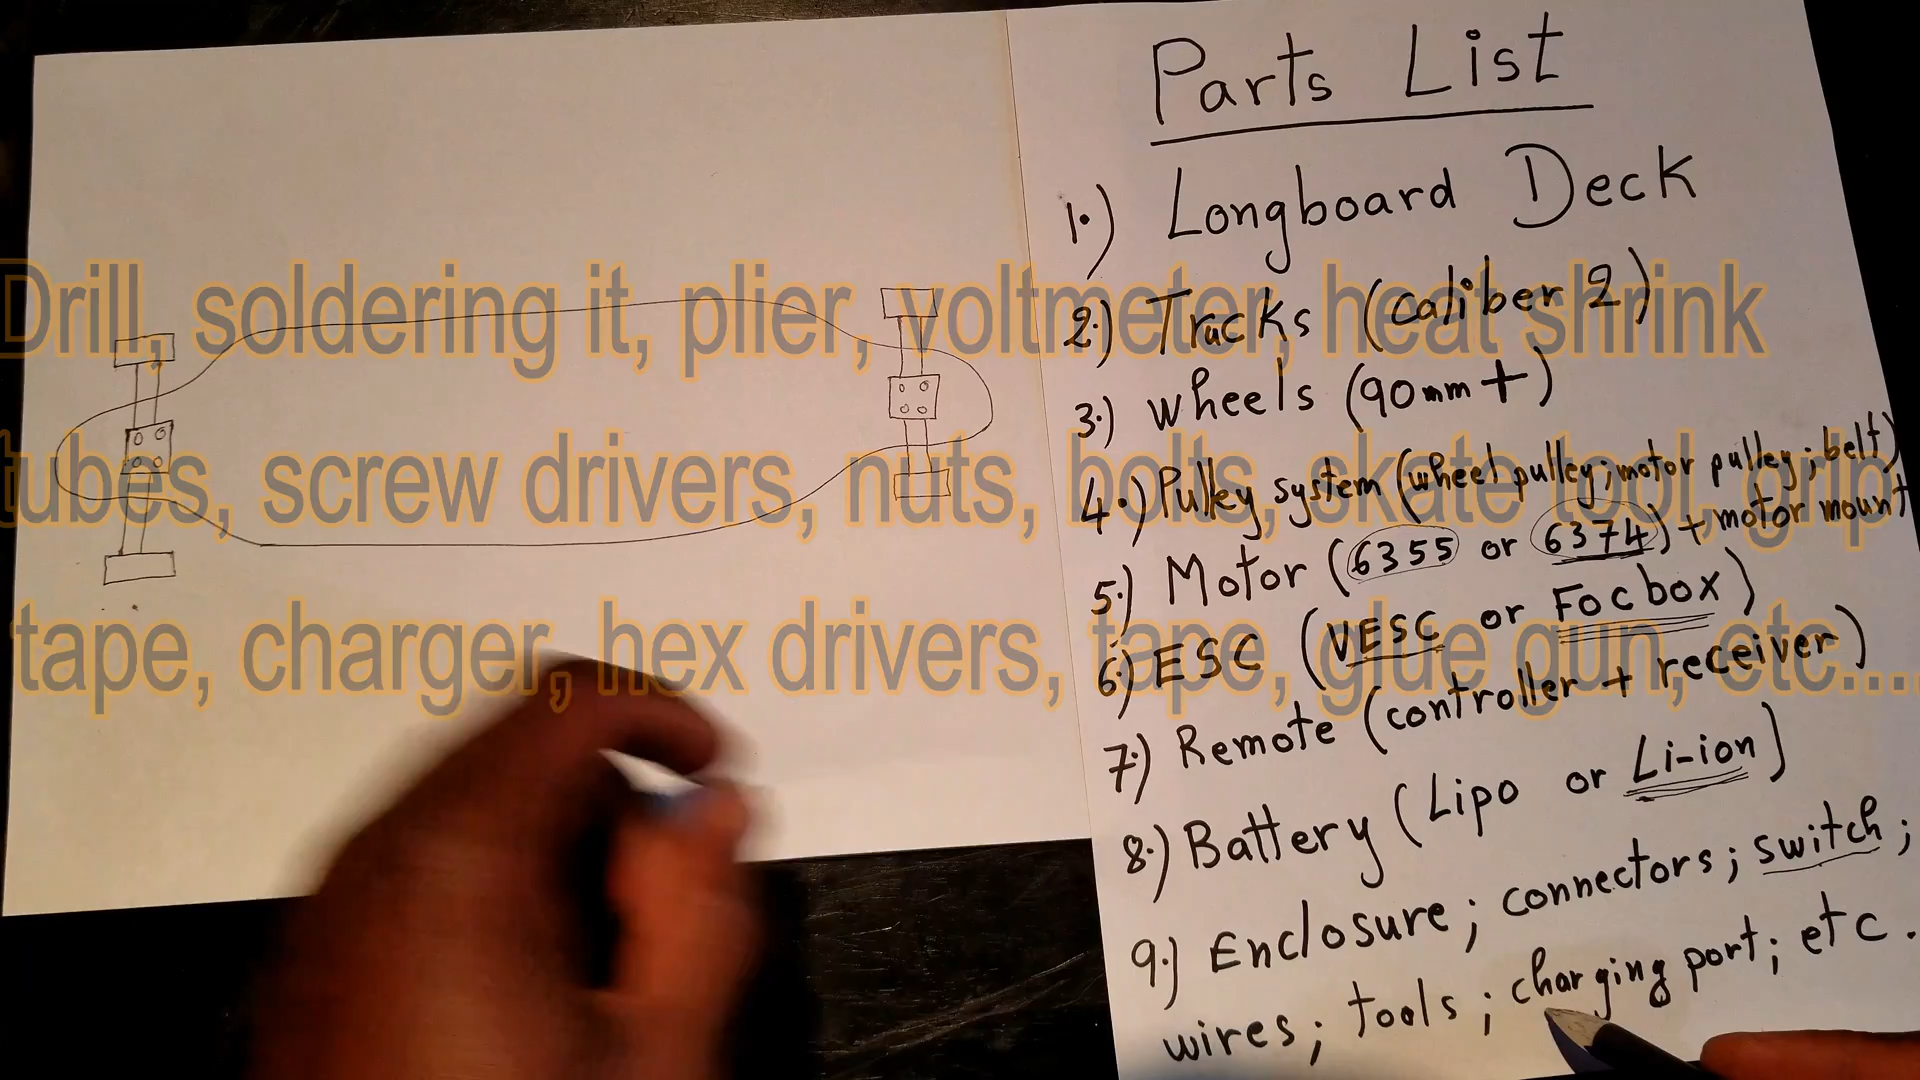 Parts List
1.) Longboard Deck
2.) Trucks (caliber 2)
3.) wheels (90mm+)
4.) Pulley system (wheel pulley; motor pulley; belt)
5.) Motor (6355 or 6374) + motor mount
6.) ESC (VESC or Focbox)
7.) Remote (controller + receiver)
8.) Battery (Lipo or Li-ion)
9.) Enclosure; connectors; switch;
wires; tools; charging port; etc.
Drill, soldering it, plier, voltmeter, heat shrink
tubes, screw drivers, nuts, bolts, skate tool, grip
tape, charger, hex drivers, tape, glue gun, etc....